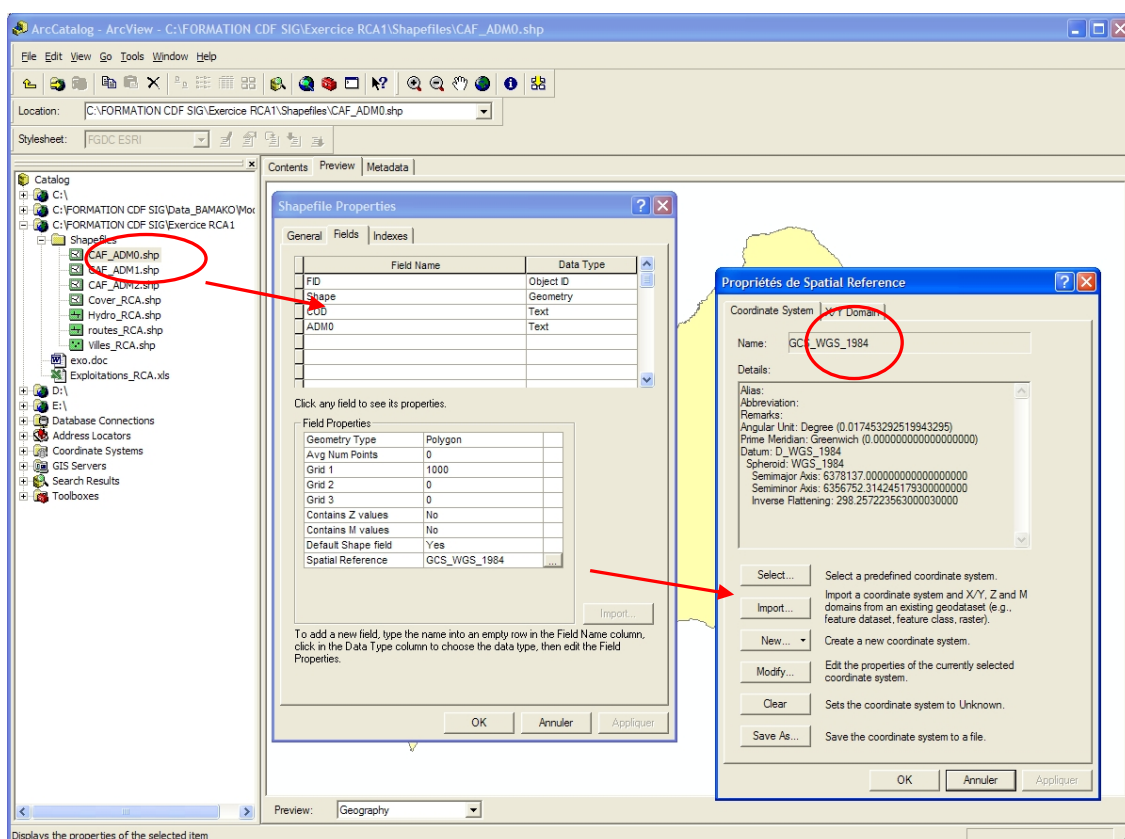 ArcCatalog - ArcView - C:\FORMATION CDF SIG\Exercice RCA1\Shapefiles\CAF_ADM0.shp
File Edit View Go Tools Window Help
Location: C:\FORMATION CDF SIG\Exercice RCA1\Shapefiles\CAF_ADM0.shp
Stylesheet: FGDC ESRI
Contents Preview Metadata
Catalog
C:\
C:\FORMATION CDF SIG\Data_BAMAKO\Mor
C:\FORMATION CDF SIG\Exercice RCA1
Shapefiles
CAF_ADM0.shp
CAF_ADM1.shp
CAF_ADM2.shp
Cover_RCA.shp
Hydro_RCA.shp
routes_RCA.shp
Villes_RCA.shp
exo.doc
Exploitations_RCA.xls
D:\
E:\
Database Connections
Address Locators
Coordinate Systems
GIS Servers
Search Results
Toolboxes
Shapefile Properties
General Fields Indexes
Field Name Data Type
FID Object ID
Shape Geometry
COD Text
ADM0 Text
Click any field to see its properties.
Field Properties
Geometry Type Polygon
Avg Num Points 0
Grid 1 1000
Grid 2 0
Grid 3 0
Contains Z values No
Contains M values No
Default Shape field Yes
Spatial Reference GCS_WGS_1984 ...
Import...
To add a new field, type the name into an empty row in the Field Name column,
click in the Data Type column to choose the data type, then edit the Field
Properties.
OK Annuler Appliquer
Propriétés de Spatial Reference
Coordinate System X/Y Domain
Name: GCS_WGS_1984
Details:
Alias:
Abbreviation:
Remarks:
Angular Unit: Degree (0.017453292519943295)
Prime Meridian: Greenwich (0.000000000000000000)
Datum: D_WGS_1984
Spheroid: WGS_1984
Semimajor Axis: 6378137.000000000000000000
Semiminor Axis: 6356752.314245179300000000
Inverse Flattening: 298.257223563000030000
Select... Select a predefined coordinate system.
Import... Import a coordinate system and X/Y, Z and M
domains from an existing geodataset (e.g.,
feature dataset, feature class, raster).
New... Create a new coordinate system.
Modify... Edit the properties of the currently selected
coordinate system.
Clear Sets the coordinate system to Unknown.
Save As... Save the coordinate system to a file.
OK Annuler Appliquer
Preview: Geography
Displays the properties of the selected item